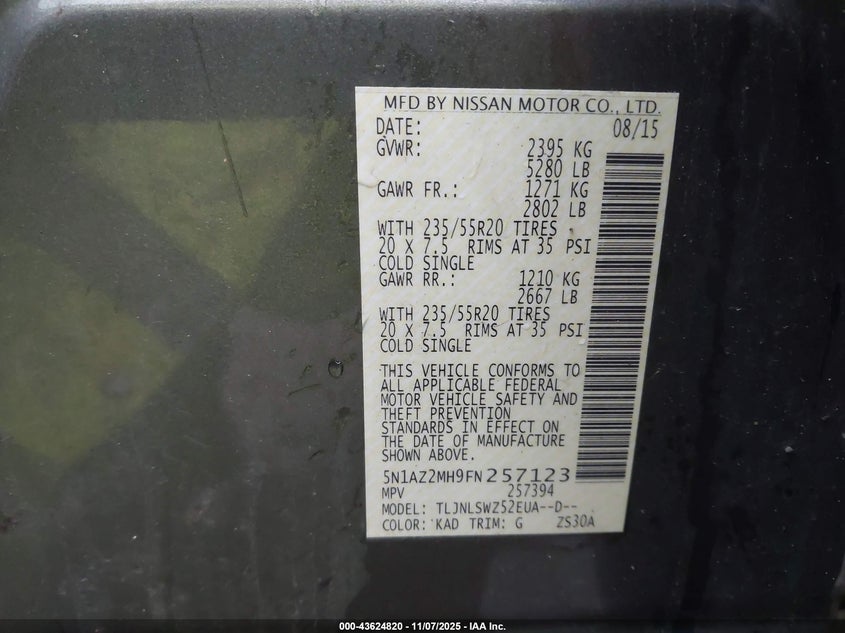 MFD BY NISSAN MOTOR CO., LTD.
DATE: 08/15
GVWR: 2395 KG
5280 LB
GAWR FR.: 1271 KG
2802 LB
WITH 235/55R20 TIRES
20 X 7.5 RIMS AT 35 PSI
COLD SINGLE
GAWR RR.: 1210 KG
2667 LB
WITH 235/55R20 TIRES
20 X 7.5 RIMS AT 35 PSI
COLD SINGLE
THIS VEHICLE CONFORMS TO
ALL APPLICABLE FEDERAL
MOTOR VEHICLE SAFETY AND
THEFT PREVENTION
STANDARDS IN EFFECT ON
THE DATE OF MANUFACTURE
SHOWN ABOVE.
5N1AZ2MH9FN257123
MPV 257394
MODEL: TLJNLSWZ52EUA--D--
COLOR: KAD TRIM: G ZS30A
000-43624820 - 11/07/2025 - IAA Inc.